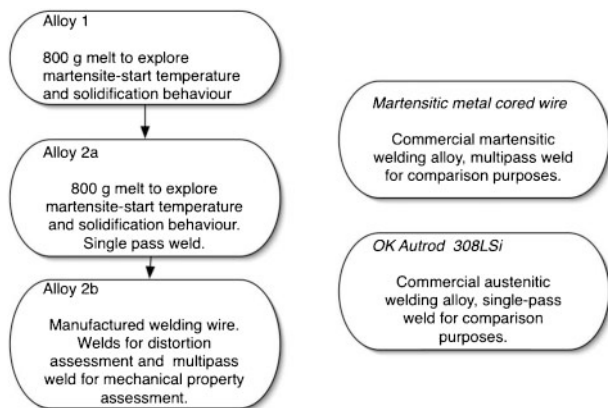 Alloy 1
800 g melt to explore
martensite-start temperature
and solidification behaviour
Alloy 2a
800 g melt to explore
martensite-start temperature
and solidification behaviour.
Single pass weld.
Alloy 2b
Manufactured welding wire.
Welds for distortion
assessment and multipass
weld for mechanical property
assessment.
Martensitic metal cored wire
Commercial martensitic
welding alloy, multipass weld
for comparison purposes.
OK Autrod 308LSi
Commercial austenitic
welding alloy, single-pass
weld for comparison
purposes.